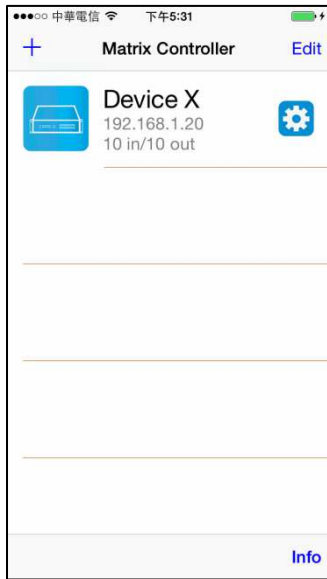 中華電信 下午5:31
+ Matrix Controller Edit
Device X
192.168.1.20
10 in/10 out
Info